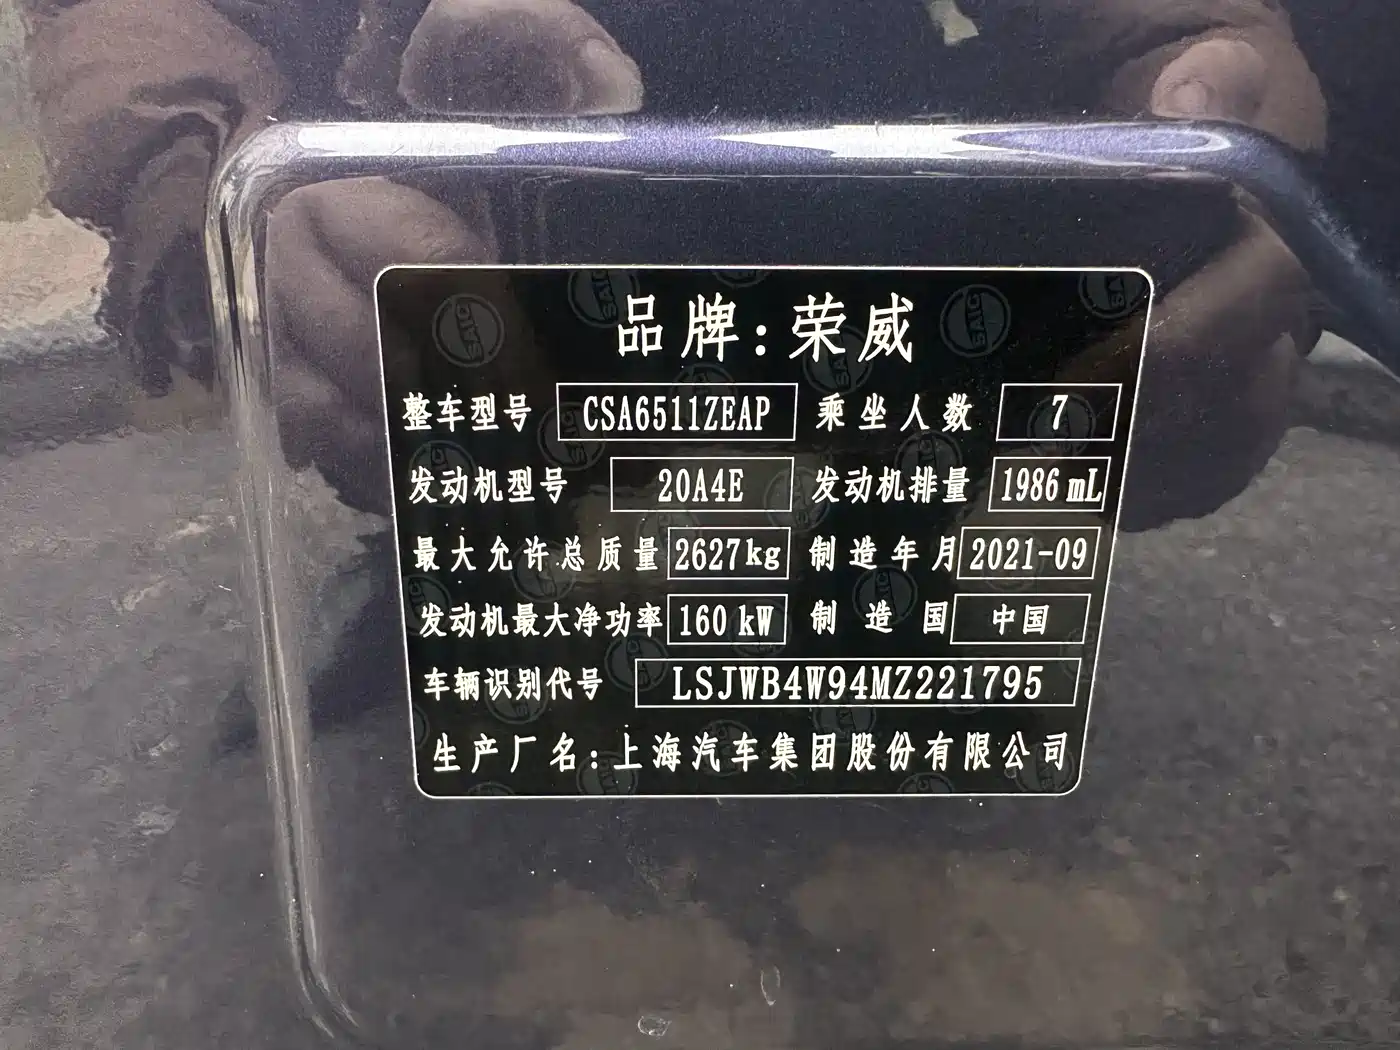 品牌:荣威
整车型号 CSA6511ZEAP 乘坐人数 7
发动机型号 20A4E 发动机排量 1986 mL
最大允许总质量 2627kg 制造年月 2021-09
发动机最大净功率 160 kW 制造国 中国
车辆识别代号 LSJWB4W94MZ221795
生产厂名:上海汽车集团股份有限公司
SAIC